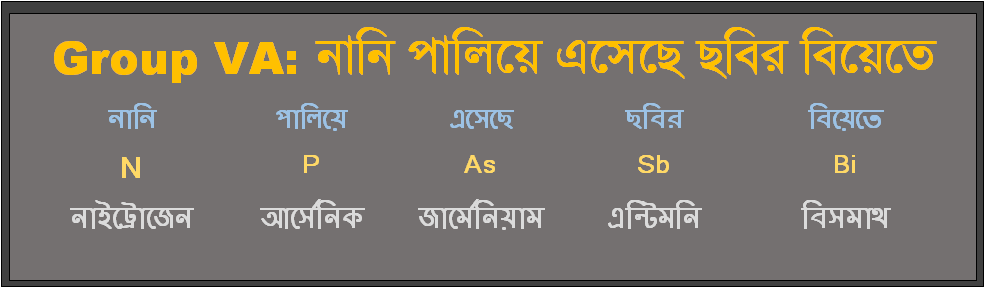 Group VA: নানি পালিয়ে এসেছে ছবির বিয়েতে
নানি পালিয়ে এসেছে ছবির বিয়েতে
N P As Sb Bi
নাইট্রোজেন আর্সেনিক জার্মেনিয়াম এন্টিমনি বিসমাথ